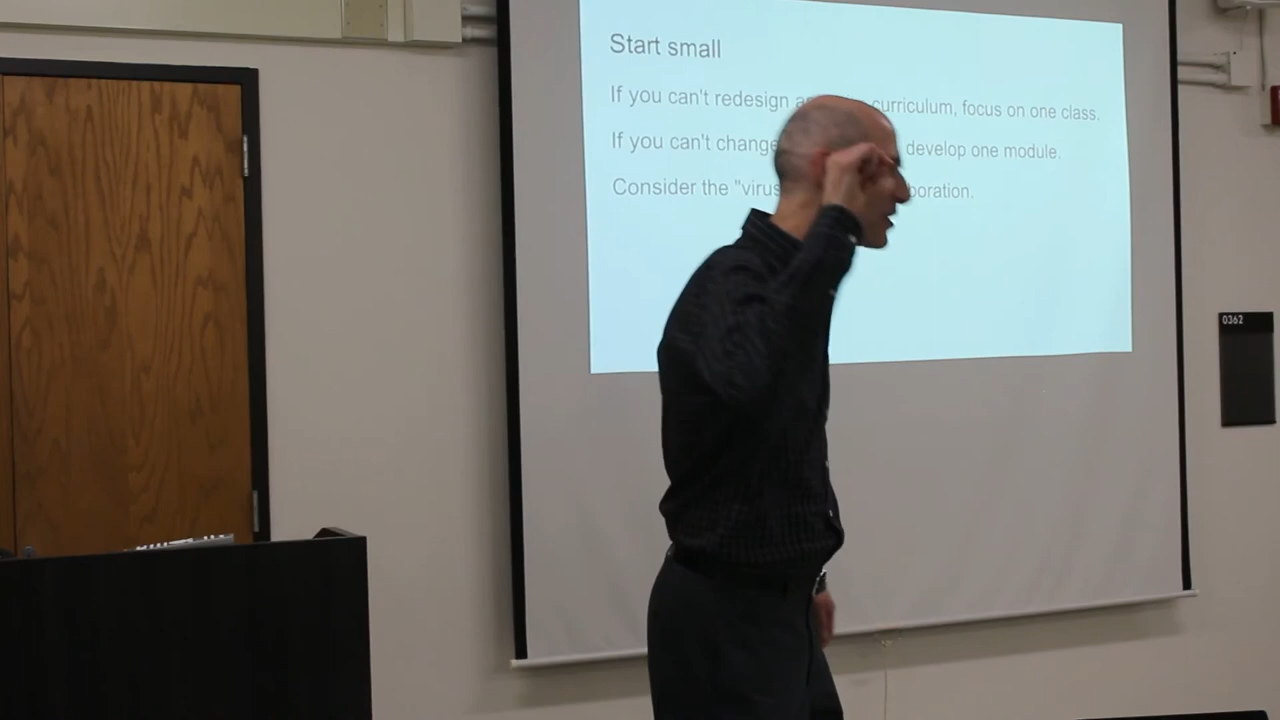 Start small
If you can't redesign curriculum, focus on one class.
If you can't change develop one module.
Consider the "virus
0362